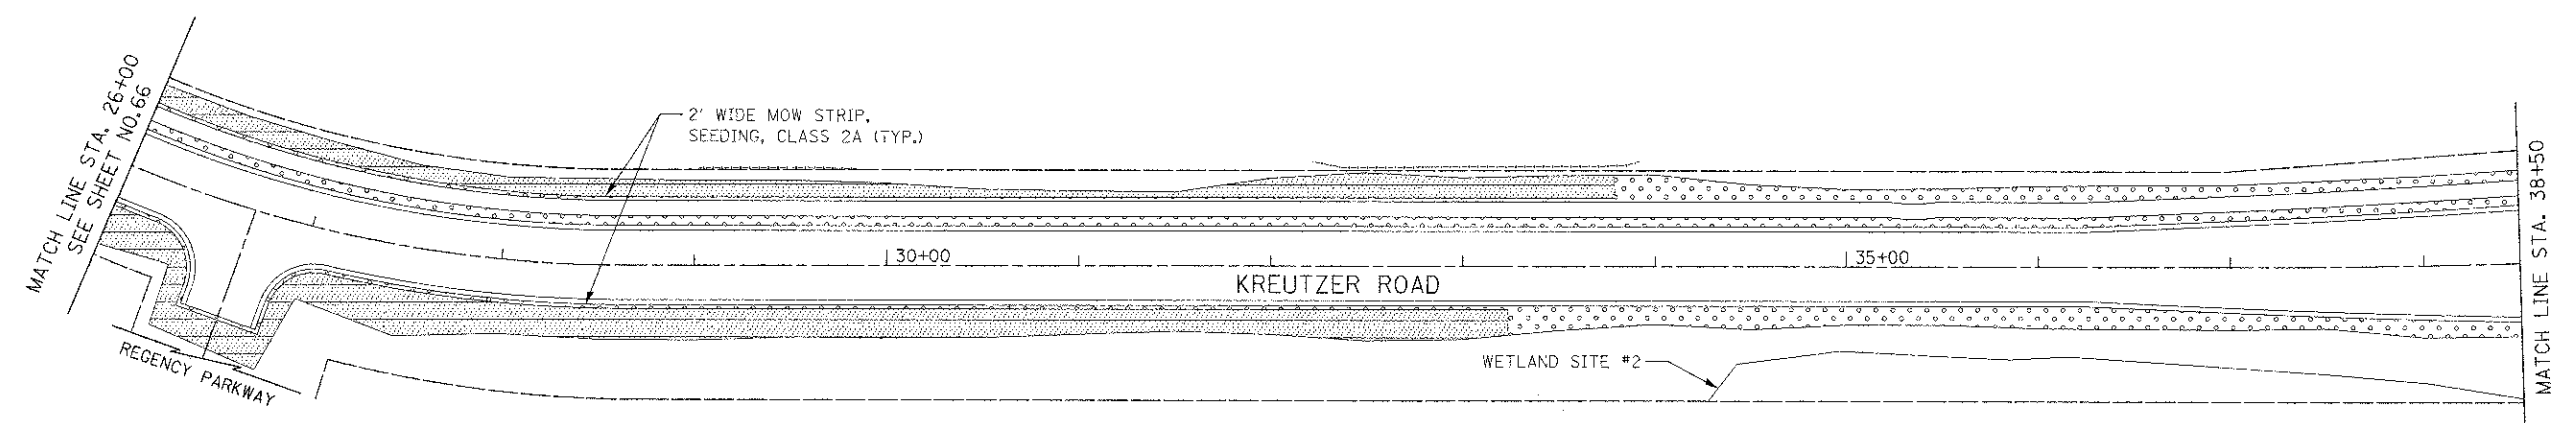 MATCH LINE STA. 26+00
SEE SHEET NO.66
2' WIDE MOW STRIP,
SEEDING, CLASS 2A (TYP.)
30+00
35+00
KREUTZER ROAD
WETLAND SITE #2
REGENCY PARKWAY
MATCH LINE STA. 38+50